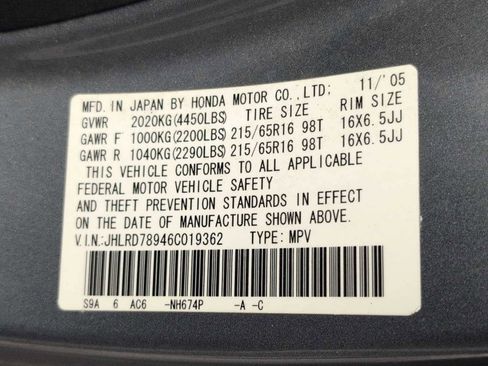 MFD. IN JAPAN BY HONDA MOTOR CO.,LTD: 11/'05
GVWR 2020KG(4450LBS) TIRE SIZE RIM SIZE
GAWR F 1000KG(2200LBS) 215/65R16 98T 16X6.5JJ
GAWR R 1040KG(2290LBS) 215/65R16 98T 16X6.5JJ
THIS VEHICLE CONFORMS TO ALL APPLICABLE
FEDERAL MOTOR VEHICLE SAFETY
AND THEFT PREVENTION STANDARDS IN EFFECT
ON THE DATE OF MANUFACTURE SHOWN ABOVE.
V.I.N.:JHLRD78946C019362 TYPE: MPV
S9A 6 AC6 -NH674P -A -C